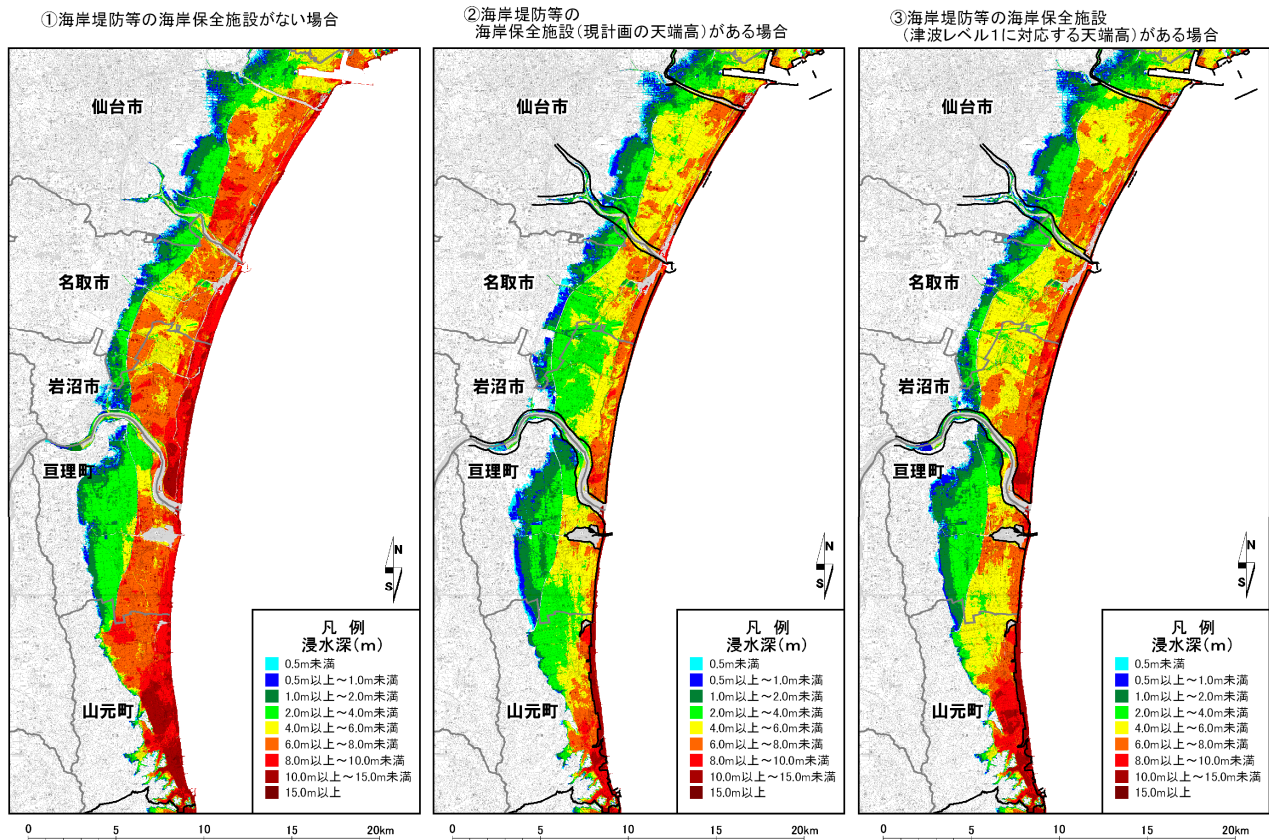 ①海岸堤防等の海岸保全施設がない場合
仙台市
名取市
岩沼市
亘理町
山元町
N
S
凡 例
浸水深(m)
0.5m未満
0.5m以上~1.0m未満
1.0m以上~2.0m未満
2.0m以上~4.0m未満
4.0m以上~6.0m未満
6.0m以上~8.0m未満
8.0m以上~10.0m未満
10.0m以上~15.0m未満
15.0m以上
0 5 10 20km
②海岸堤防等の
海岸保全施設(現計画の天端高)がある場合
仙台市
名取市
岩沼市
亘理町
山元町
N
S
凡 例
浸水深(m)
0.5m未満
0.5m以上~1.0m未満
1.0m以上~2.0m未満
2.0m以上~4.0m未満
4.0m以上~6.0m未満
6.0m以上~8.0m未満
8.0m以上~10.0m未満
10.0m以上~15.0m未満
15.0m以上
0 5 10 20km
③海岸堤防等の海岸保全施設
(津波レベル1に対応する天端高)がある場合
仙台市
名取市
岩沼市
亘理町
山元町
N
S
凡 例
浸水深(m)
0.5m未満
0.5m以上~1.0m未満
1.0m以上~2.0m未満
2.0m以上~4.0m未満
4.0m以上~6.0m未満
6.0m以上~8.0m未満
8.0m以上~10.0m未満
10.0m以上~15.0m未満
15.0m以上
0 5 10 20km